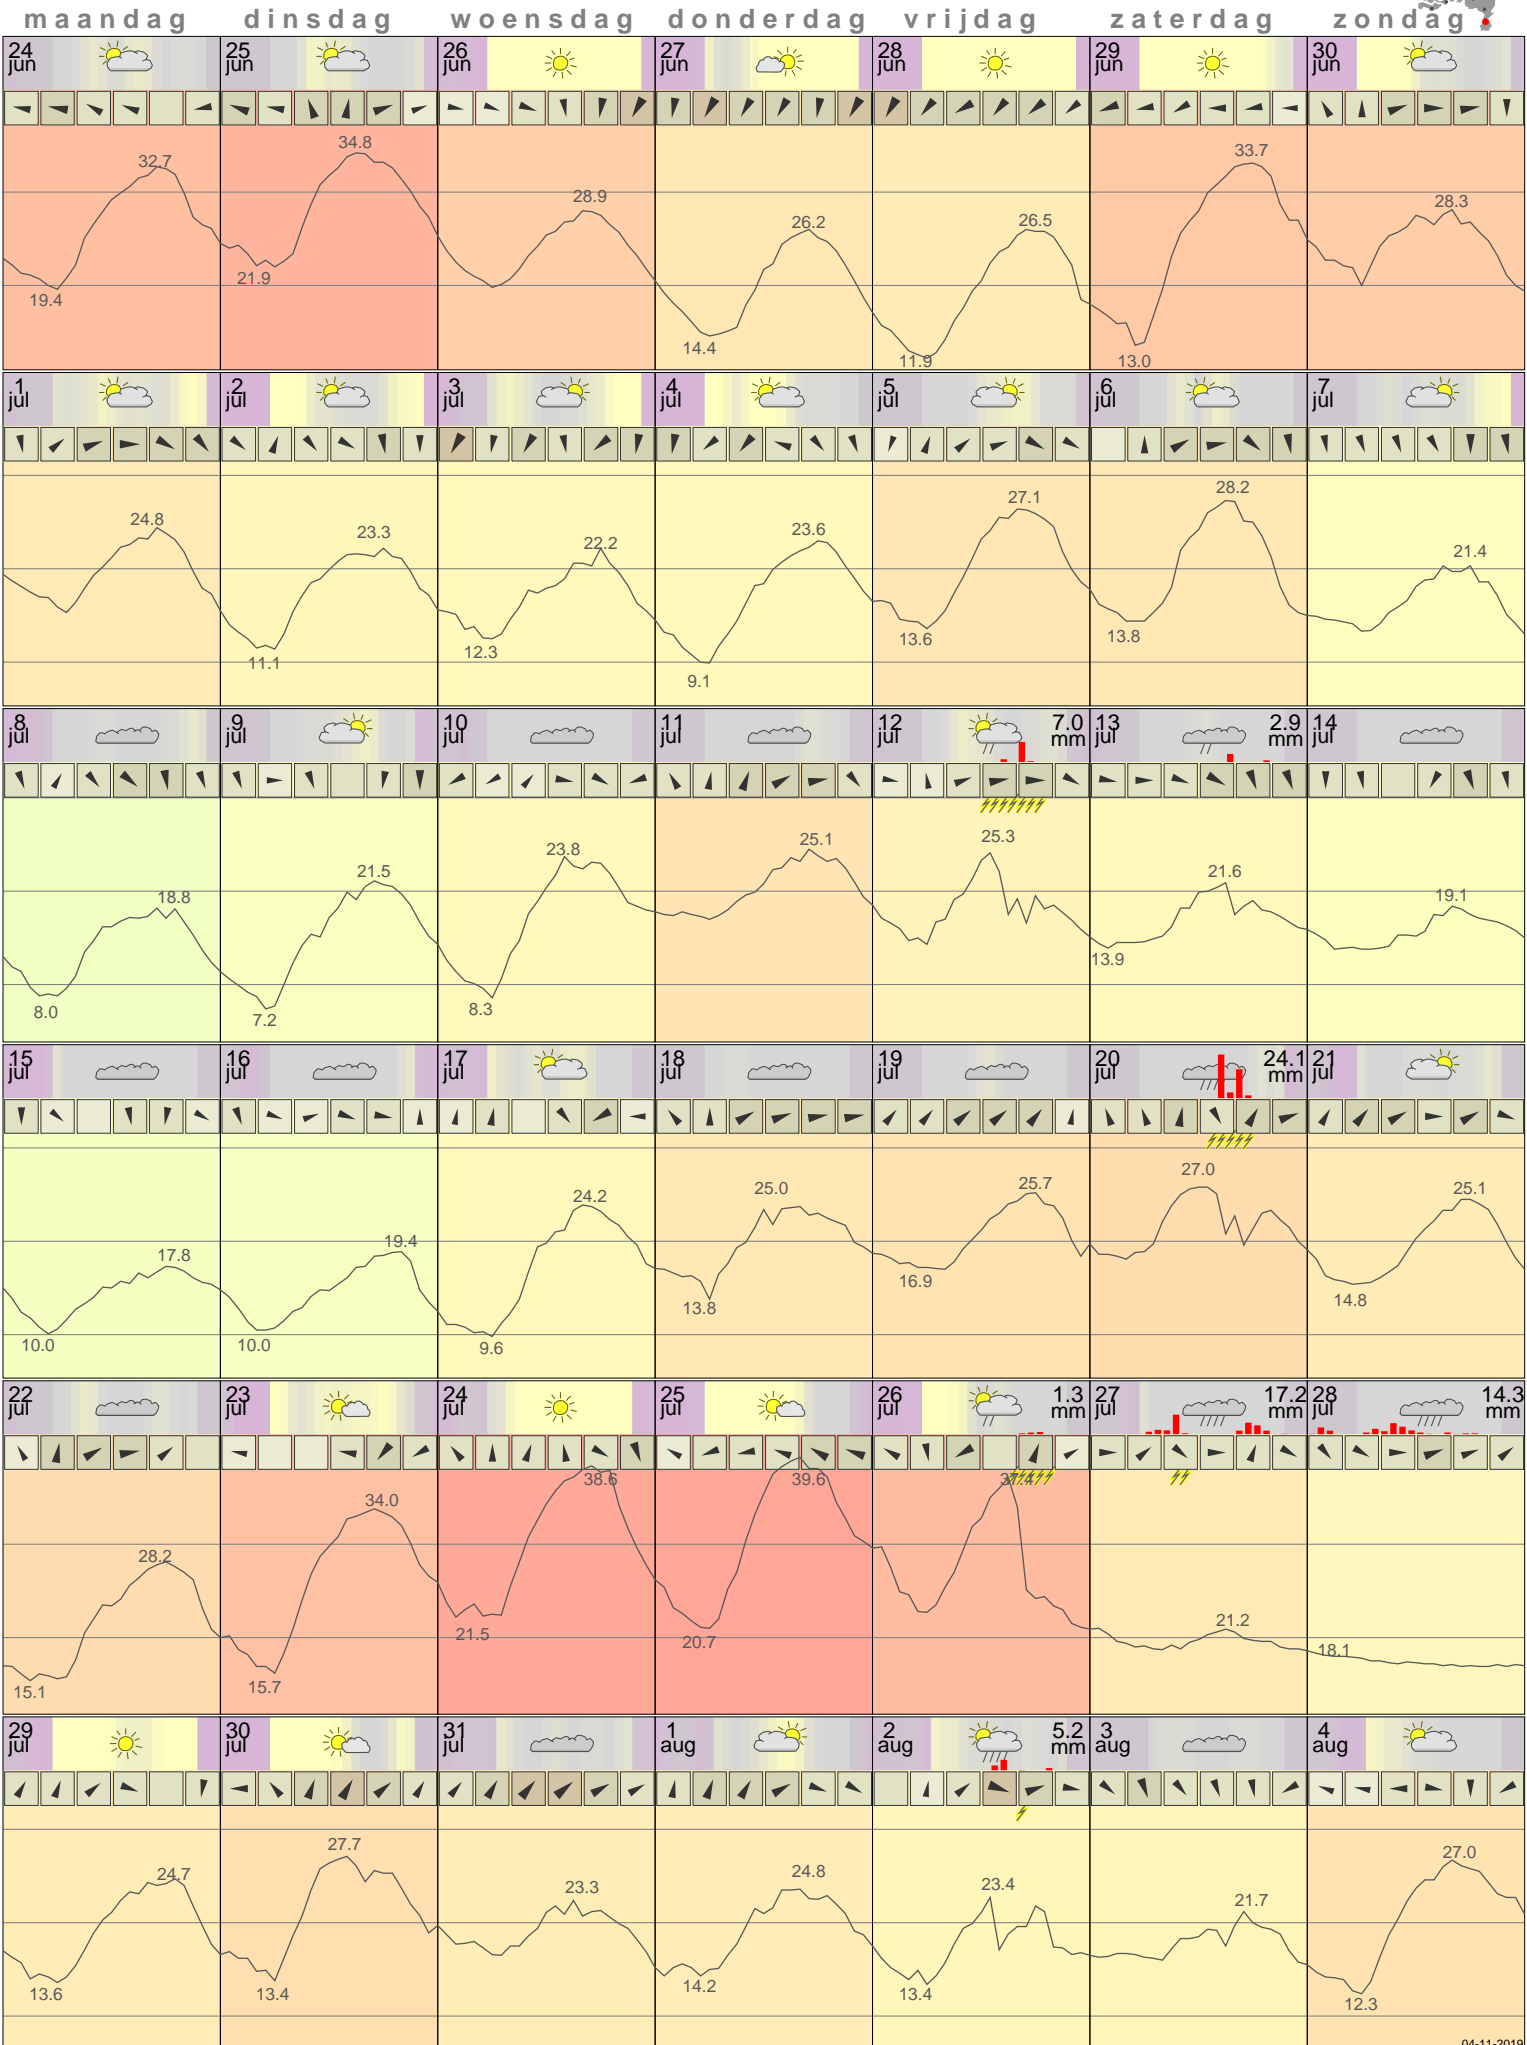 maandag dinsdag woensdag donderdag vrijdag zaterdag zondag
24 25 26 27 28 29 30
jun jun jun jun jun jun jun
32.7 34.8 28.9 26.2 26.5 33.7 28.3
19.4 21.9 14.4 11.9 13.0
1 2 3 4 5 6 7
jul jul jul jul jul jul jul
24.8 23.3 22.2 23.6 27.1 28.2 21.4
11.1 12.3 9.1 13.6 13.8
8 9 10 11 12 7.0 13 2.9 14
jul jul jul jul jul mm jul mm jul
18.8 21.5 23.8 25.1 25.3 21.6 19.1
8.0 7.2 8.3 13.9
15 16 17 18 19 20 24.1 21
jul jul jul jul jul jul mm jul
17.8 19.4 24.2 25.0 25.7 27.0 25.1
10.0 10.0 9.6 13.8 16.9 14.8
22 23 24 25 26 1.3 27 17.2 28 14.3
jul jul jul jul jul mm jul mm jul mm
28.2 34.0 38.6 39.6 37.4 21.2 18.1
15.1 15.7 21.5 20.7
29 30 31 1 2 5.2 3 4
jul jul jul aug aug mm aug aug
24.7 27.7 23.3 24.8 23.4 21.7 27.0
13.6 13.4 14.2 13.4 12.3
04-11-2019